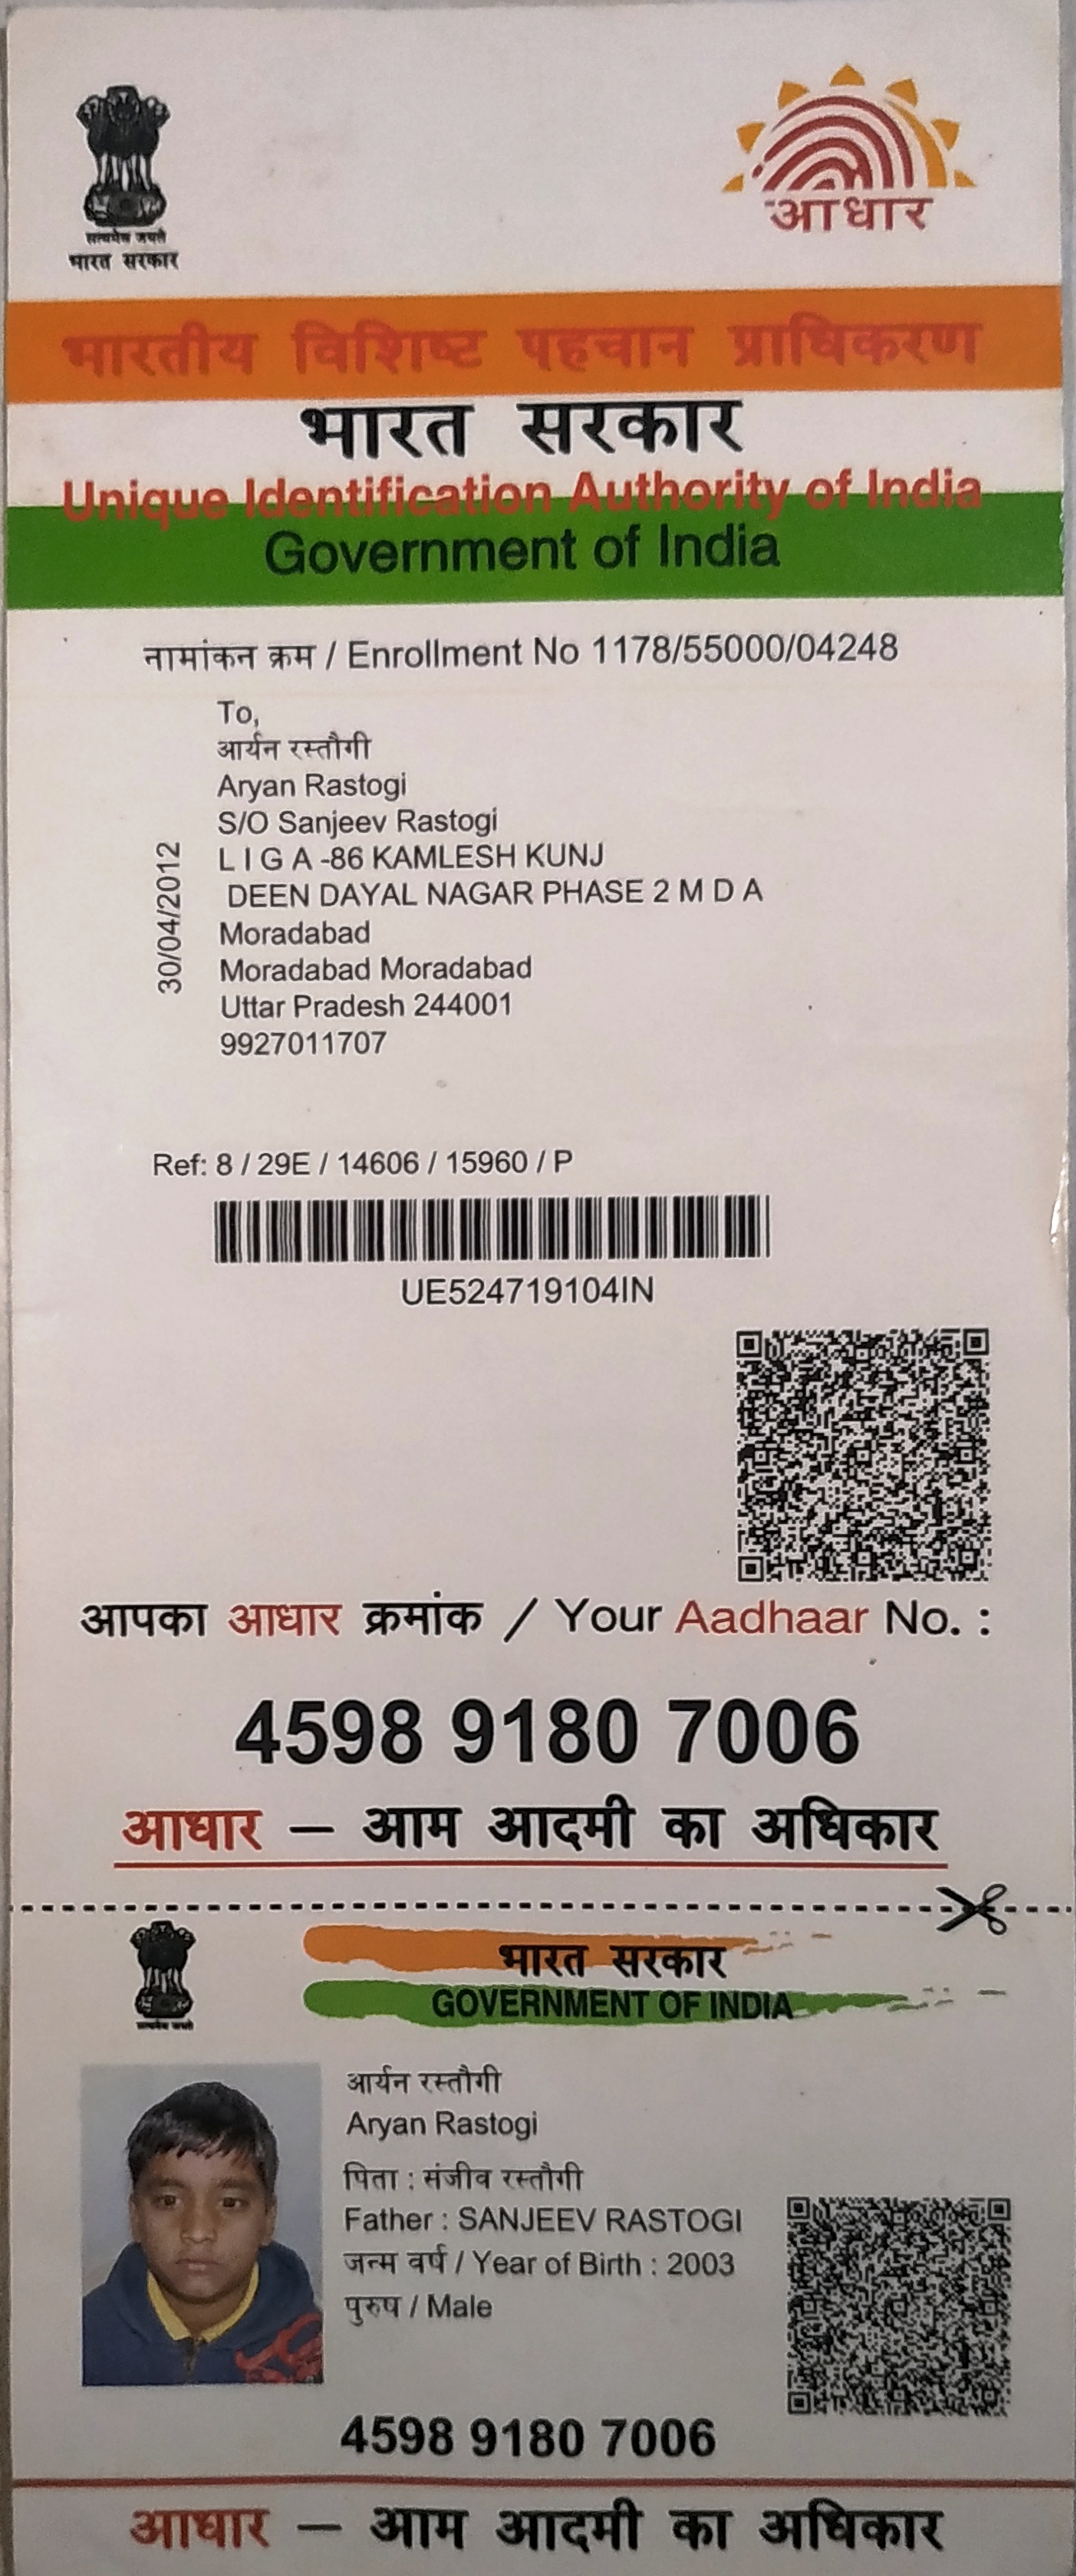 सत्यमेव जयते
भारत सरकार
आधार
भारतीय विशिष्ट पहचान प्राधिकरण
भारत सरकार
Unique Identification Authority of India
Government of India
नामांकन क्रम / Enrollment No 1178/55000/04248
To,
आर्यन रस्तौगी
Aryan Rastogi
S/O Sanjeev Rastogi
L I G A -86 KAMLESH KUNJ
DEEN DAYAL NAGAR PHASE 2 M D A
Moradabad
Moradabad Moradabad
Uttar Pradesh 244001
9927011707
30/04/2012
Ref: 8 / 29E / 14606 / 15960 / P
UE524719104IN
आपका आधार क्रमांक / Your Aadhaar No. :
4598 9180 7006
आधार — आम आदमी का अधिकार
सत्यमेव जयते
भारत सरकार
GOVERNMENT OF INDIA
आर्यन रस्तौगी
Aryan Rastogi
पिता : संजीव रस्तौगी
Father : SANJEEV RASTOGI
जन्म वर्ष / Year of Birth : 2003
पुरुष / Male
4598 9180 7006
आधार — आम आदमी का अधिकार